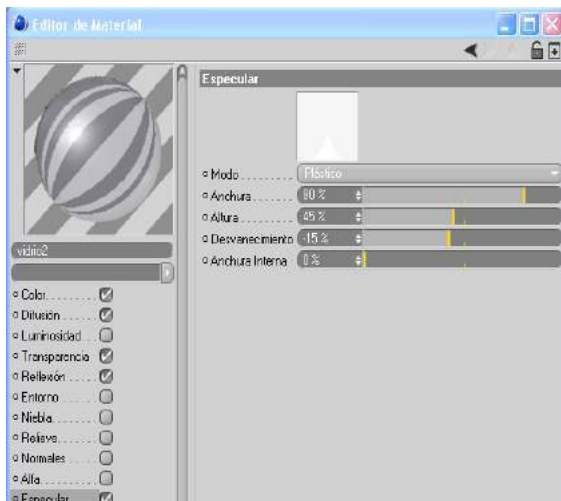 Editor de Material
Especular
Modo
Plástico
Anchura
80 %
Altura
45 %
Desvanecimiento
-15 %
Anchura Interna
0 %
vidrio2
Color
Difusión
Luminosidad
Transparencia
Reflexión
Entorno
Niebla
Relieve
Normales
Alfa
Especular